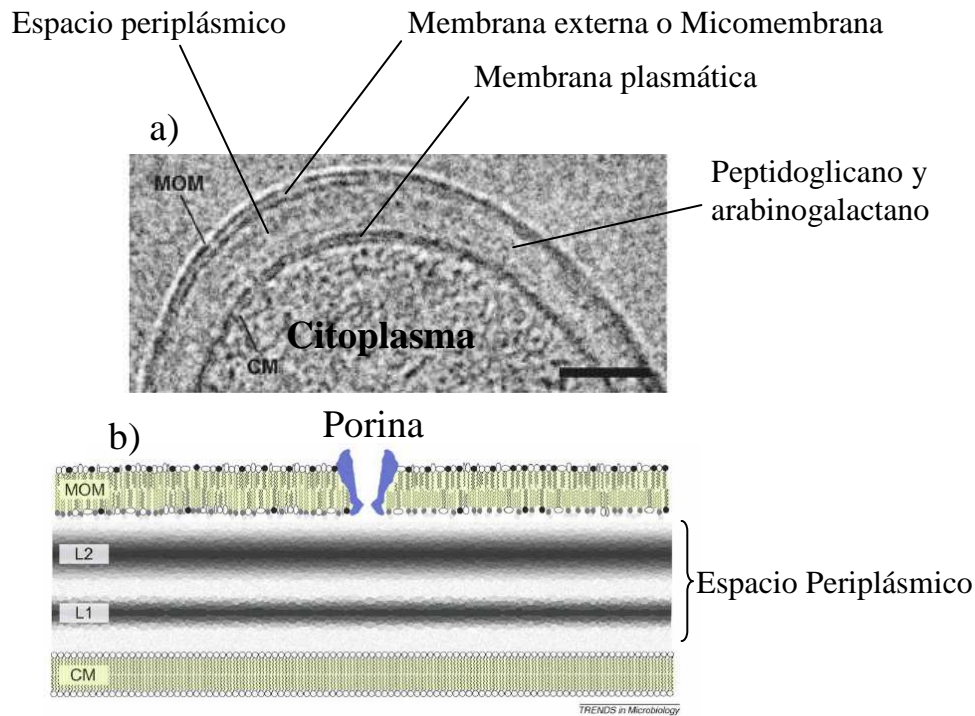 Espacio periplásmico
Membrana externa o Micomembrana
Membrana plasmática
a)
MOM
Peptidoglicano y
arabinogalactano
Citoplasma
CM
b)
Porina
MOM
L2
L1
Espacio Periplásmico
CM
TRENDS in Microbiology